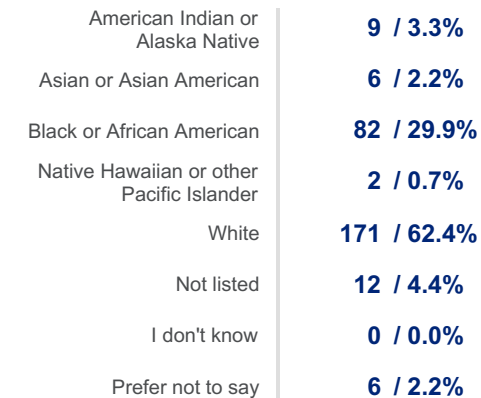 American Indian or
Alaska Native
9 / 3.3%
Asian or Asian American 6 / 2.2%
Black or African American 82 / 29.9%
Native Hawaiian or other
Pacific Islander
2 / 0.7%
White 171 / 62.4%
Not listed 12 / 4.4%
I don't know 0 / 0.0%
Prefer not to say 6 / 2.2%